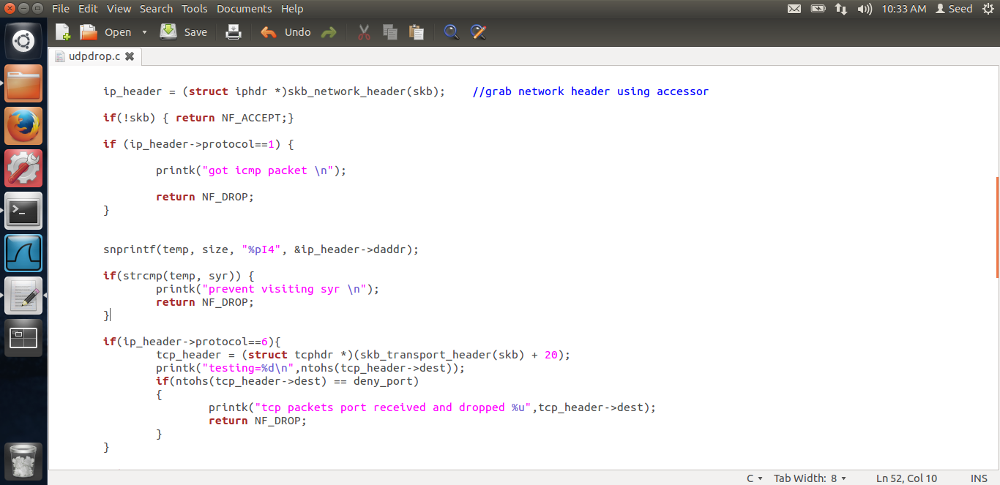 File Edit View Search Tools Documents Help 10:33 AM Seed
Open Save Undo
udpdrop.c
ip_header = (struct iphdr *)skb_network_header(skb); //grab network header using accessor
if(!skb) { return NF_ACCEPT;}
if (ip_header->protocol==1) {
printk("got icmp packet \n");
return NF_DROP;
}
snprintf(temp, size, "%pI4", &ip_header->daddr);
if(strcmp(temp, syr)) {
printk("prevent visiting syr \n");
return NF_DROP;
}
if(ip_header->protocol==6){
tcp_header = (struct tcphdr *)(skb_transport_header(skb) + 20);
printk("testing=%d\n",ntohs(tcp_header->dest));
if(ntohs(tcp_header->dest) == deny_port)
{
printk("tcp packets port received and dropped %u",tcp_header->dest);
return NF_DROP;
}
}
C Tab Width: 8 Ln 52, Col 10 INS